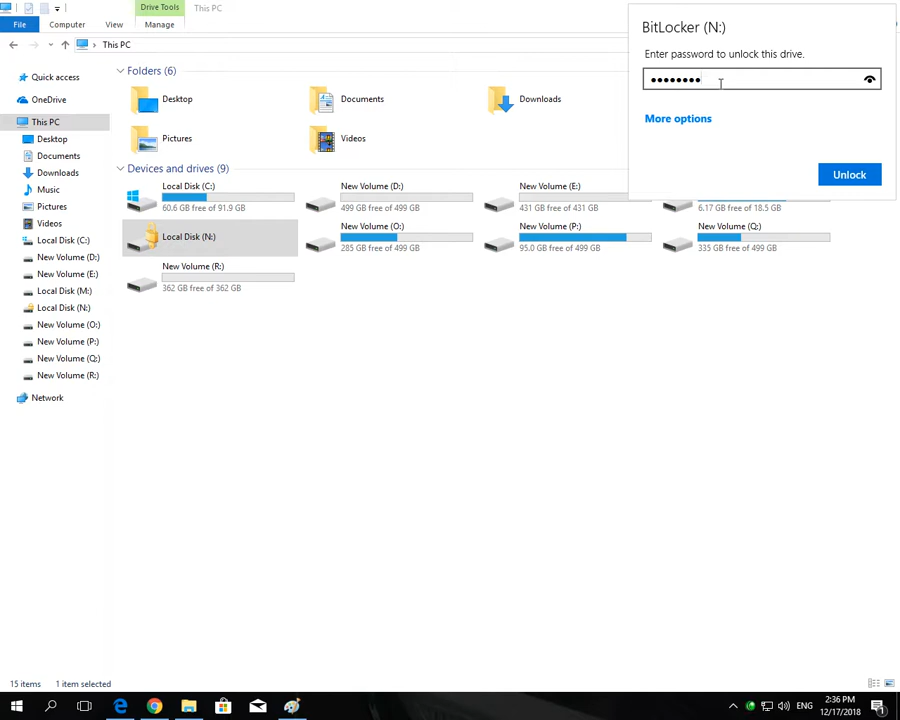 Drive Tools
This PC
File
Computer
View
Manage
This PC
Quick access
OneDrive
This PC
Desktop
Documents
Downloads
Music
Pictures
Videos
Local Disk (C:)
New Volume (D:)
New Volume (E:)
Local Disk (M:)
Local Disk (N:)
New Volume (O:)
New Volume (P:)
New Volume (Q:)
New Volume (R:)
Network
Folders (6)
Desktop
Documents
Downloads
Pictures
Videos
Devices and drives (9)
Local Disk (C:)
60.6 GB free of 91.9 GB
New Volume (D:)
499 GB free of 499 GB
New Volume (E:)
431 GB free of 431 GB
6.17 GB free of 18.5 GB
Local Disk (N:)
New Volume (O:)
285 GB free of 499 GB
New Volume (P:)
95.0 GB free of 499 GB
New Volume (Q:)
335 GB free of 499 GB
New Volume (R:)
362 GB free of 362 GB
BitLocker (N:)
Enter password to unlock this drive.
●●●●●●●●
More options
Unlock
15 items
1 item selected
ENG
2:36 PM
12/17/2018
1